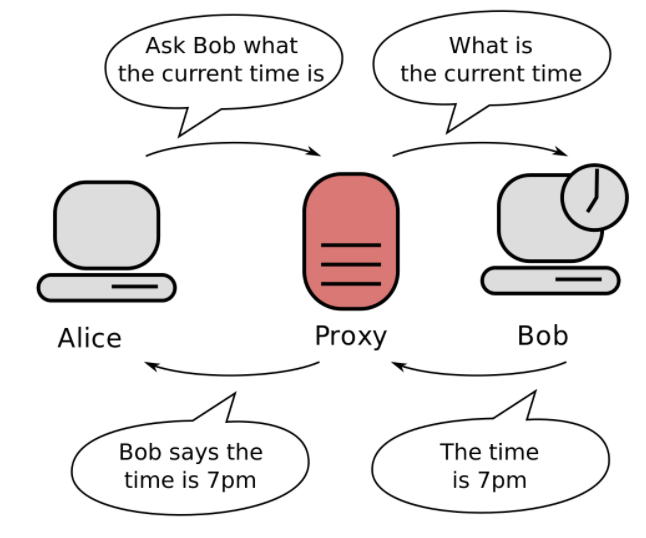 Ask Bob what
the current time is
What is
the current time
Alice
Proxy
Bob
Bob says the
time is 7pm
The time
is 7pm